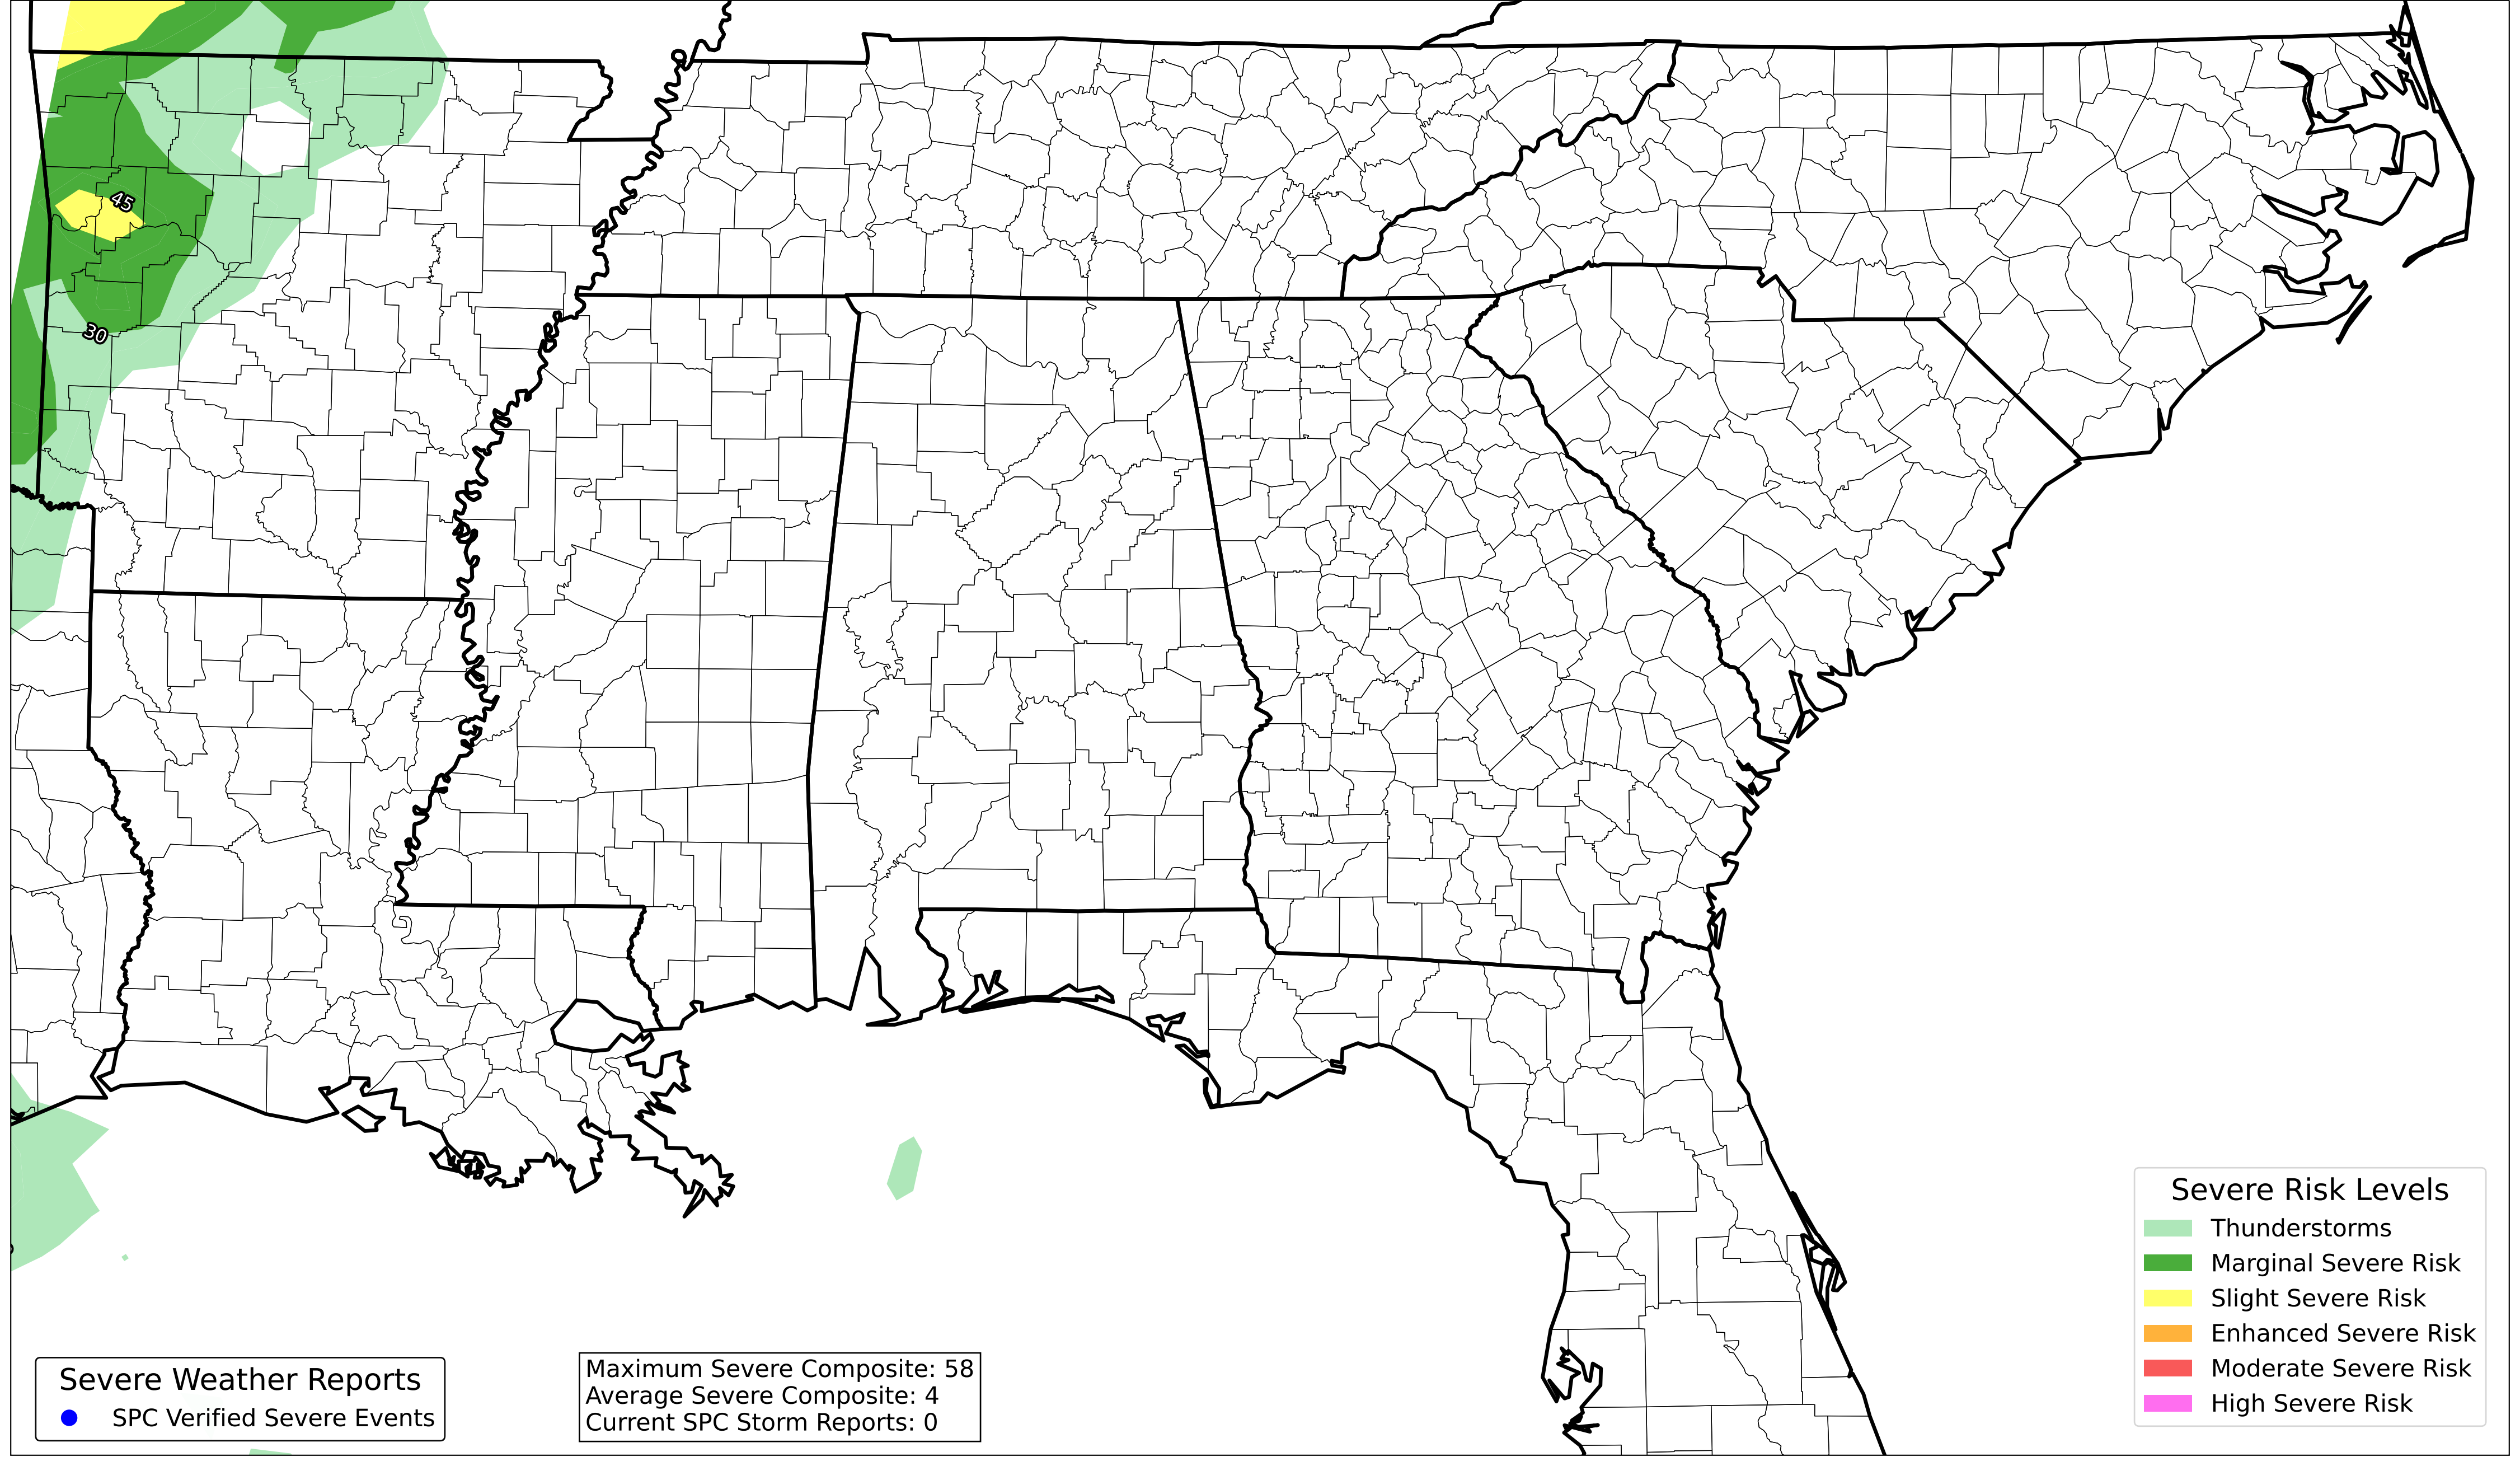 45
30
Severe Risk Levels
Thunderstorms
Marginal Severe Risk
Slight Severe Risk
Enhanced Severe Risk
Moderate Severe Risk
High Severe Risk
Severe Weather Reports
SPC Verified Severe Events
Maximum Severe Composite: 58
Average Severe Composite: 4
Current SPC Storm Reports: 0